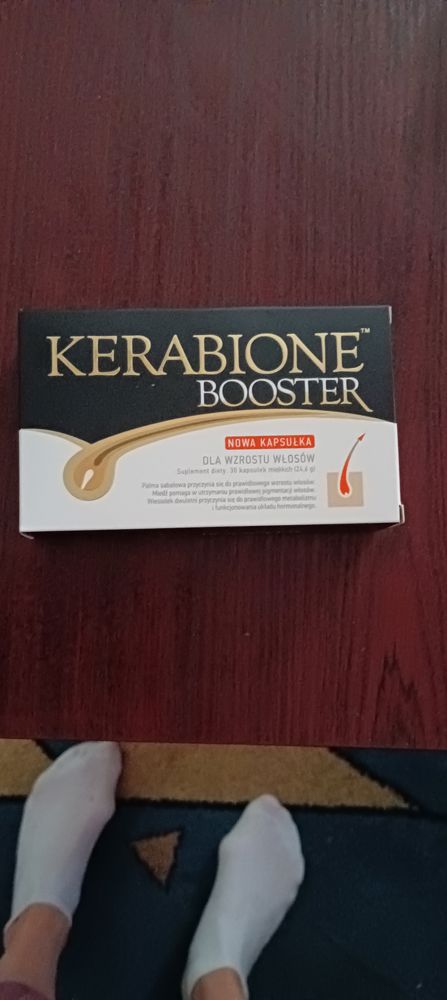 KERABIONE™
BOOSTER
NOWA KAPSUŁKA
DLA WZROSTU WŁOSÓW
Suplement diety. 30 kapsułek miękkich (24,6 g)
Palma sabałowa przyczynia się do prawidłowego wzrostu włosów.
Miedź pomaga w utrzymaniu prawidłowej pigmentacji włosów.
Wiesiołek dwuletni przyczynia się do prawidłowego metabolizmu
i funkcjonowania układu hormonalnego.